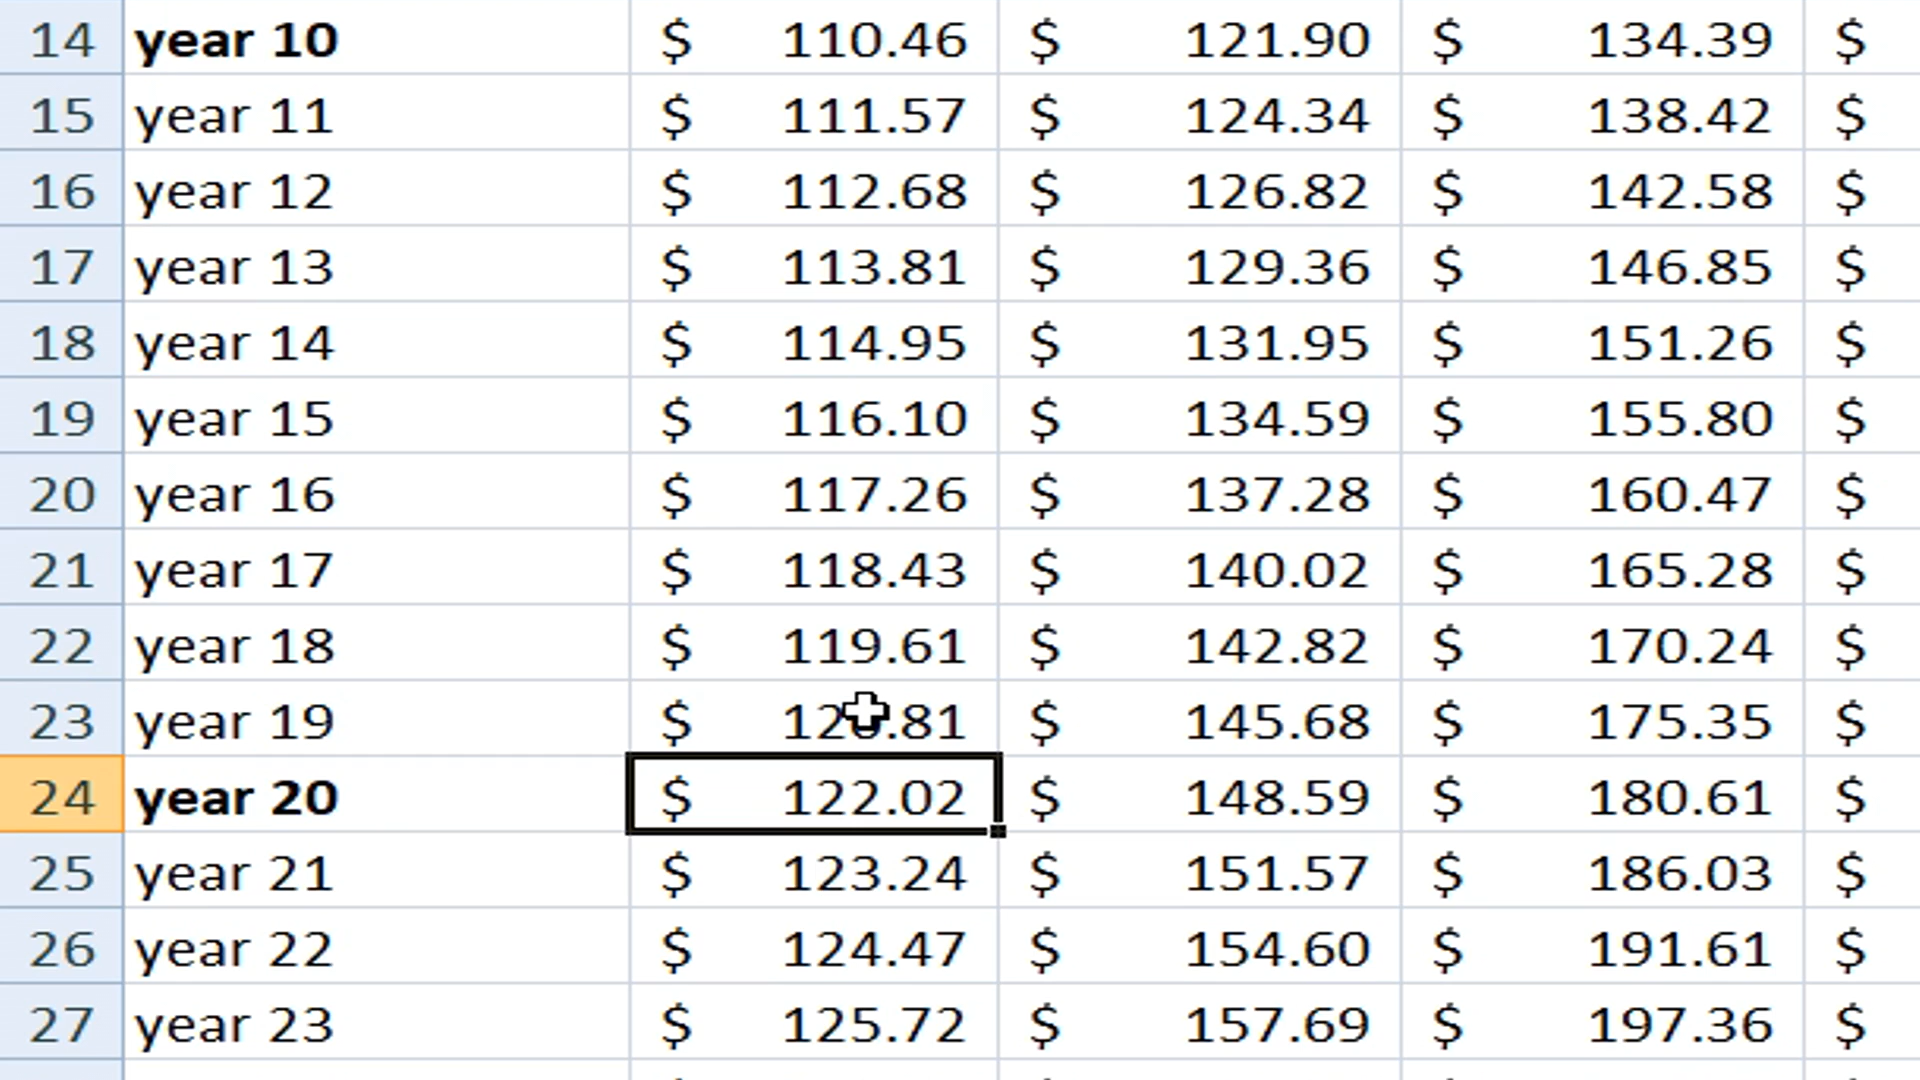 14 year 10 $ 110.46 $ 121.90 $ 134.39 $
15 year 11 $ 111.57 $ 124.34 $ 138.42 $
16 year 12 $ 112.68 $ 126.82 $ 142.58 $
17 year 13 $ 113.81 $ 129.36 $ 146.85 $
18 year 14 $ 114.95 $ 131.95 $ 151.26 $
19 year 15 $ 116.10 $ 134.59 $ 155.80 $
20 year 16 $ 117.26 $ 137.28 $ 160.47 $
21 year 17 $ 118.43 $ 140.02 $ 165.28 $
22 year 18 $ 119.61 $ 142.82 $ 170.24 $
23 year 19 $ 120.81 $ 145.68 $ 175.35 $
24 year 20 $ 122.02 $ 148.59 $ 180.61 $
25 year 21 $ 123.24 $ 151.57 $ 186.03 $
26 year 22 $ 124.47 $ 154.60 $ 191.61 $
27 year 23 $ 125.72 $ 157.69 $ 197.36 $